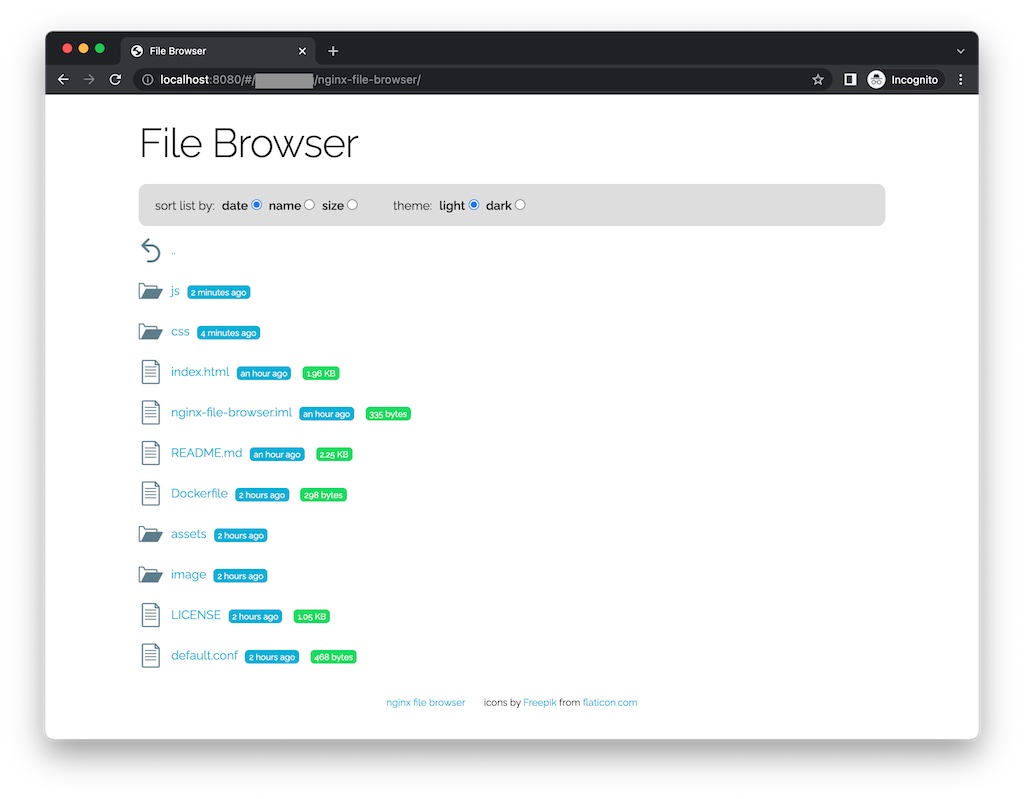 File Browser
localhost:8080/#/ /nginx-file-browser/
Incognito
File Browser
sort list by: date name size theme: light dark
..
js 2 minutes ago
css 4 minutes ago
index.html an hour ago 1.96 KB
nginx-file-browser.iml an hour ago 335 bytes
README.md an hour ago 2.25 KB
Dockerfile 2 hours ago 298 bytes
assets 2 hours ago
image 2 hours ago
LICENSE 2 hours ago 1.05 KB
default.conf 2 hours ago 468 bytes
nginx file browser icons by Freepik from flaticon.com